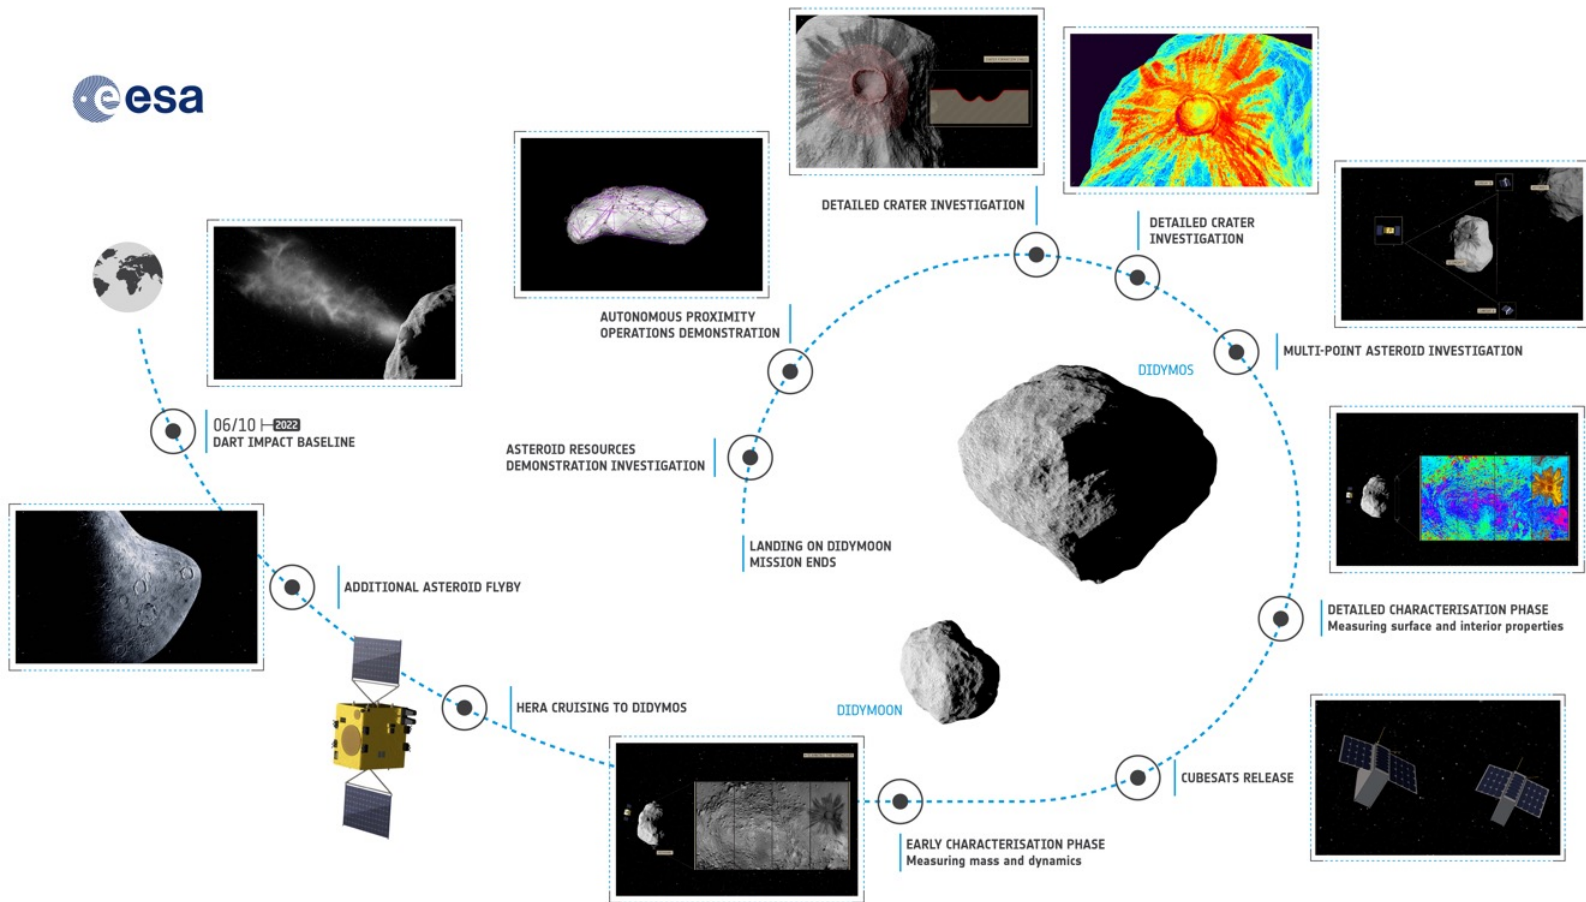 esa
06/10 2022
DART IMPACT BASELINE
ADDITIONAL ASTEROID FLYBY
HERA CRUISING TO DIDYMOS
EARLY CHARACTERISATION PHASE
Measuring mass and dynamics
CUBESATS RELEASE
DETAILED CHARACTERISATION PHASE
Measuring surface and interior properties
MULTI-POINT ASTEROID INVESTIGATION
DETAILED CRATER
INVESTIGATION
DETAILED CRATER INVESTIGATION
AUTONOMOUS PROXIMITY
OPERATIONS DEMONSTRATION
ASTEROID RESOURCES
DEMONSTRATION INVESTIGATION
LANDING ON DIDYMOON
MISSION ENDS
DIDYMOS
DIDYMOON